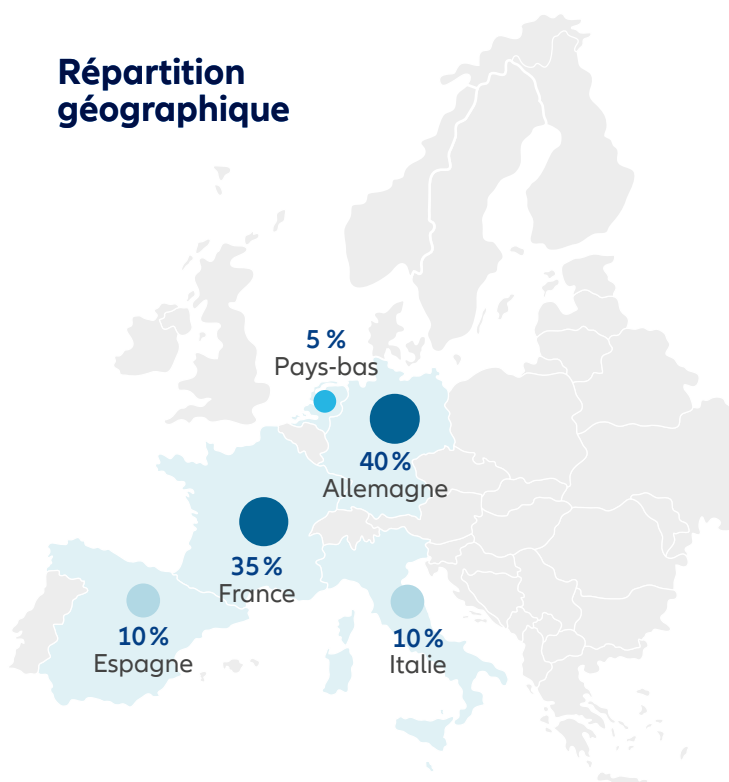 Répartition
géographique
5 %
Pays-bas
40 %
Allemagne
35 %
France
10 %
Espagne
10 %
Italie